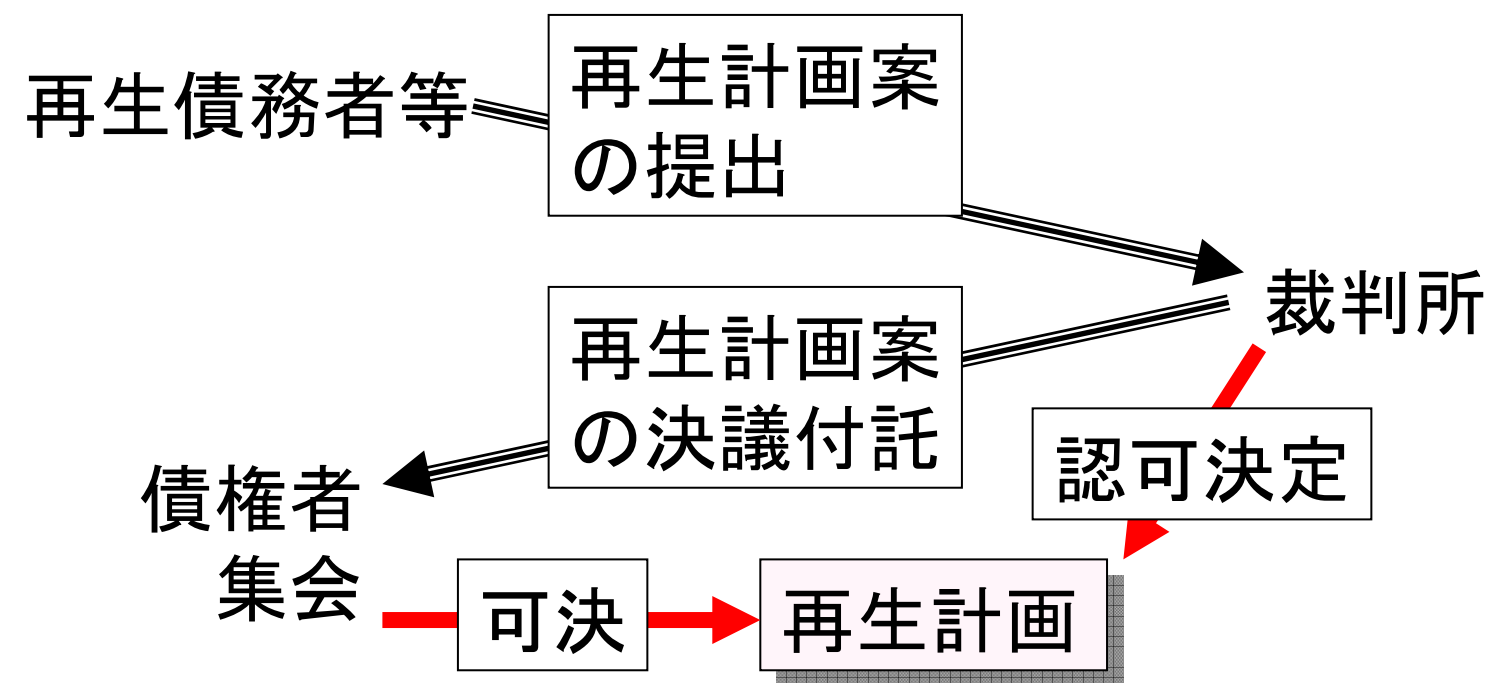 再生債務者等
再生計画案
の提出
裁判所
再生計画案
の決議付託
認可決定
債権者
集会
可決
再生計画